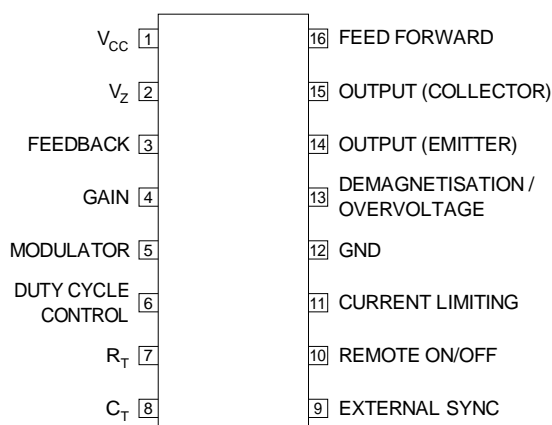 V_CC 1
V_Z 2
FEEDBACK 3
GAIN 4
MODULATOR 5
DUTY CYCLE
CONTROL 6
R_T 7
C_T 8
16 FEED FORWARD
15 OUTPUT (COLLECTOR)
14 OUTPUT (EMITTER)
13 DEMAGNETISATION /
OVERVOLTAGE
12 GND
11 CURRENT LIMITING
10 REMOTE ON/OFF
9 EXTERNAL SYNC